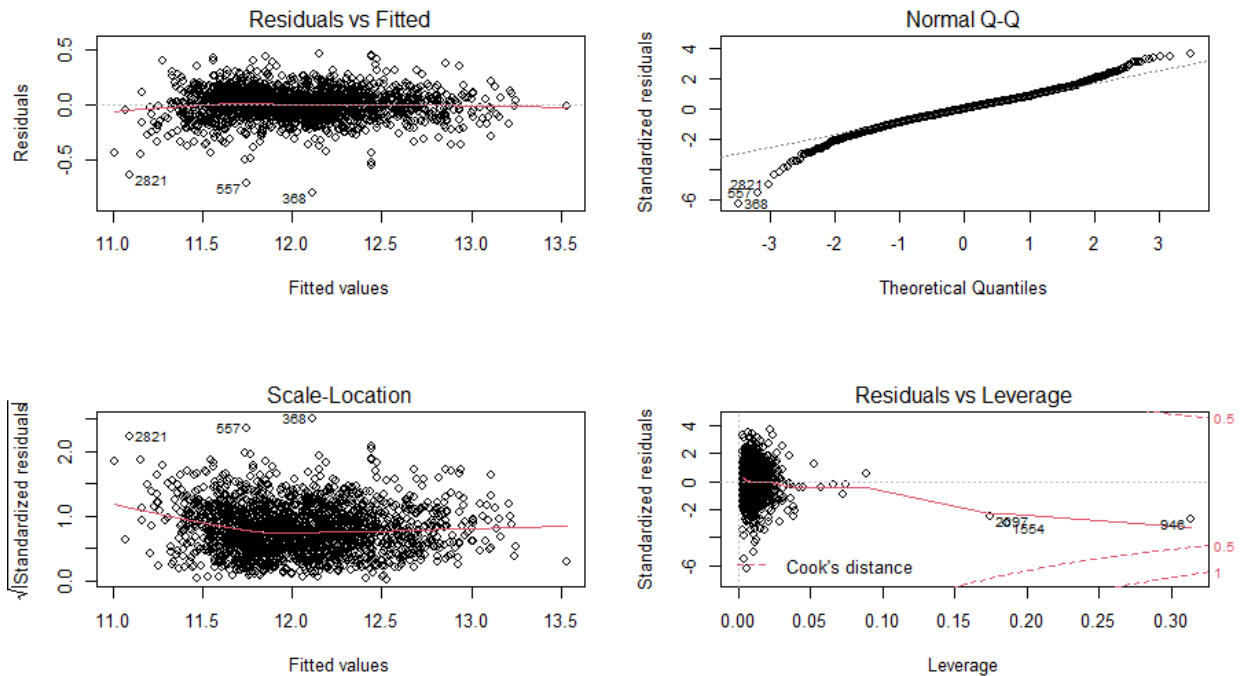 Residuals vs Fitted
Residuals
0.5
0.0
-0.5
2821
557
368
11.0 11.5 12.0 12.5 13.0 13.5
Fitted values
Normal Q-Q
Standardized residuals
4
2
0
-2
-6
2821
557
368
-3 -2 -1 0 1 2 3
Theoretical Quantiles
Scale-Location
√|Standardized residuals|
2.0
1.0
0.0
2821
557
368
11.0 11.5 12.0 12.5 13.0 13.5
Fitted values
Residuals vs Leverage
Standardized residuals
4
2
0
-2
-6
1554
946
Cook's distance
0.5
0.5
1
0.00 0.05 0.10 0.15 0.20 0.25 0.30
Leverage